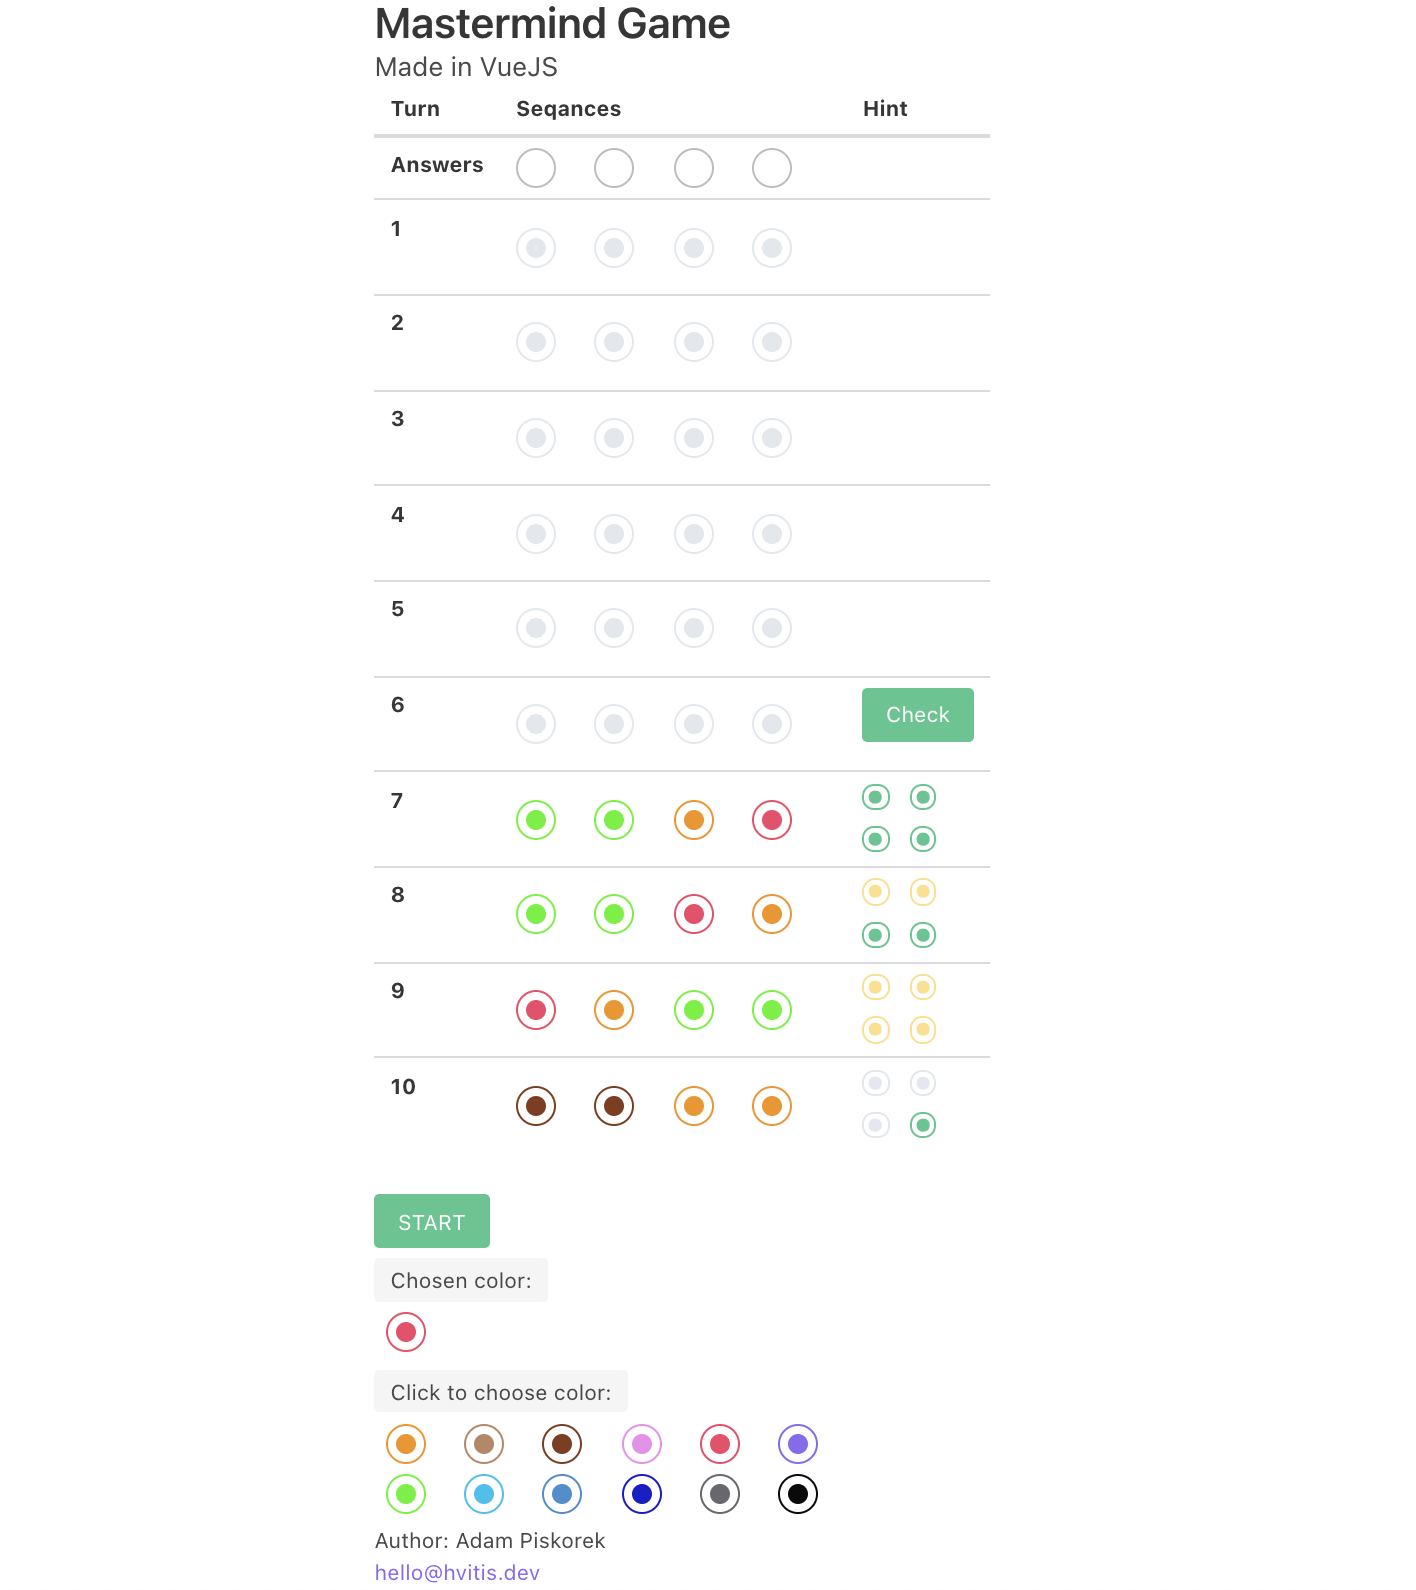 Mastermind Game
Made in VueJS
Turn Seqances Hint
Answers
1
2
3
4
5
6 Check
7
8
9
10
START
Chosen color:
Click to choose color:
Author: Adam Piskorek
hello@hvitis.dev